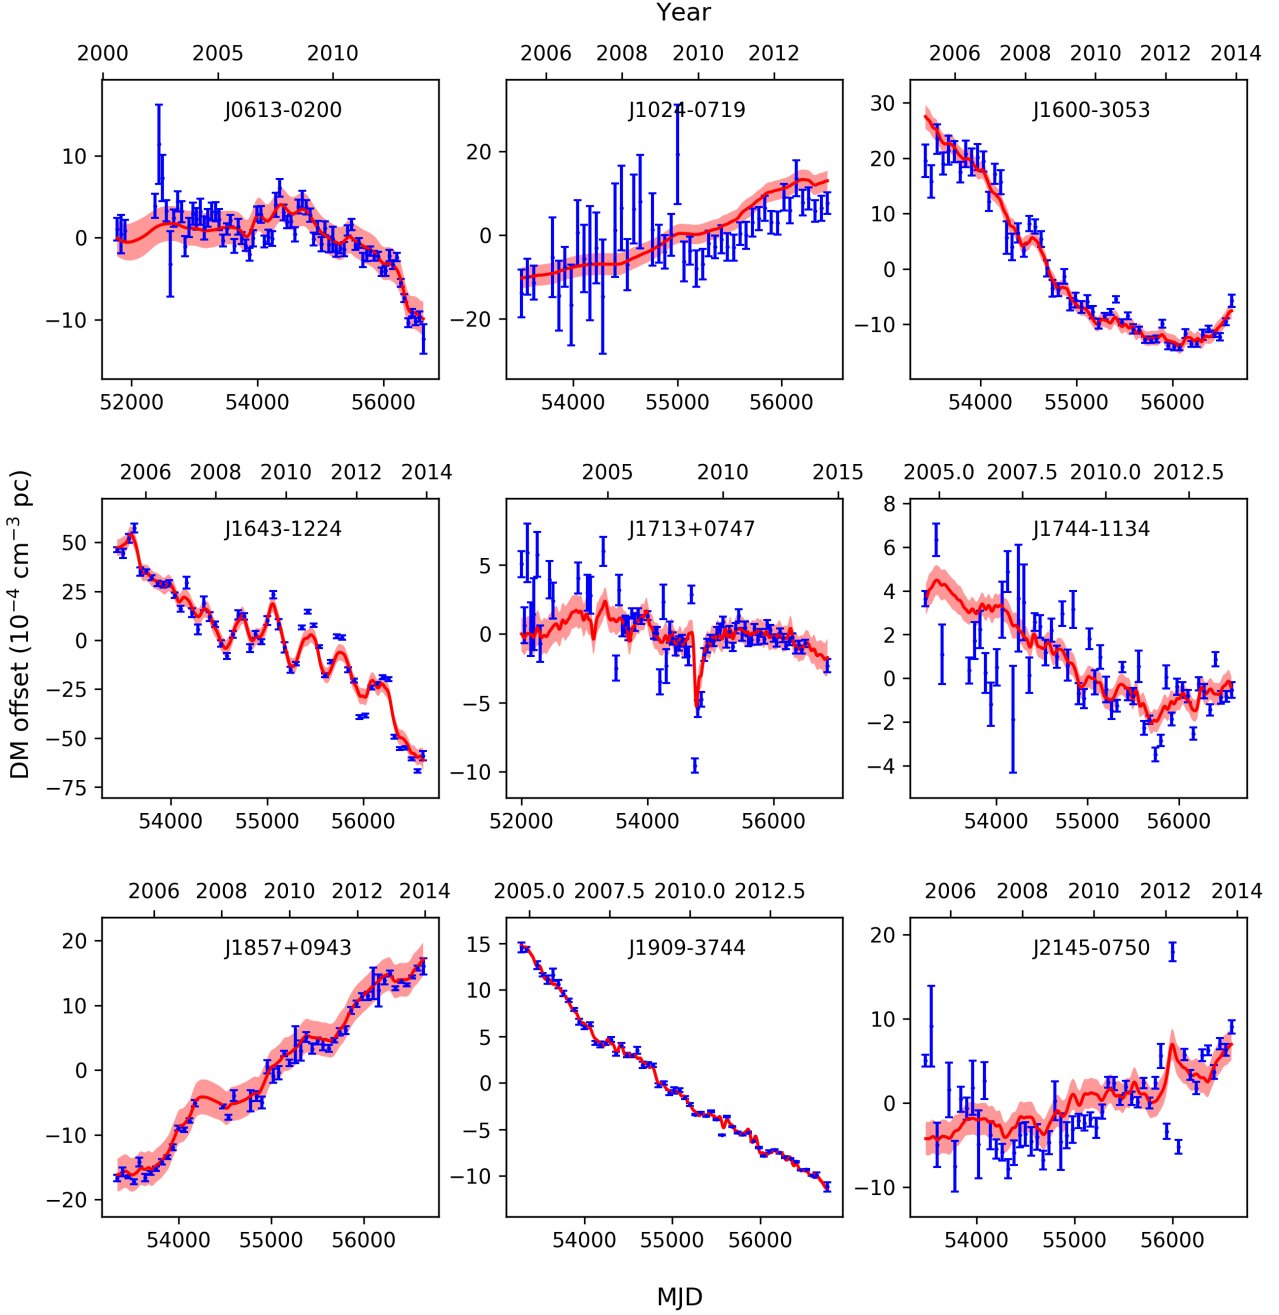 Year
2000 2005 2010
2006 2008 2010 2012
2006 2008 2010 2012 2014
J0613-0200
J1024-0719
J1600-3053
10
0
−10
20
0
−20
30
20
10
0
−10
52000 54000 56000
54000 55000 56000
54000 55000 56000
DM offset (10⁻⁴ cm⁻³ pc)
2006 2008 2010 2012 2014
2005 2010 2015
2005.0 2007.5 2010.0 2012.5
J1643-1224
J1713+0747
J1744-1134
50
25
0
−25
−50
−75
5
0
−5
−10
8
6
4
2
0
−2
−4
54000 55000 56000
52000 54000 56000
54000 55000 56000
2006 2008 2010 2012 2014
2005.0 2007.5 2010.0 2012.5
2006 2008 2010 2012 2014
J1857+0943
J1909-3744
J2145-0750
20
10
0
−10
−20
15
10
5
0
−5
−10
20
10
0
−10
54000 55000 56000
54000 55000 56000
54000 55000 56000
MJD